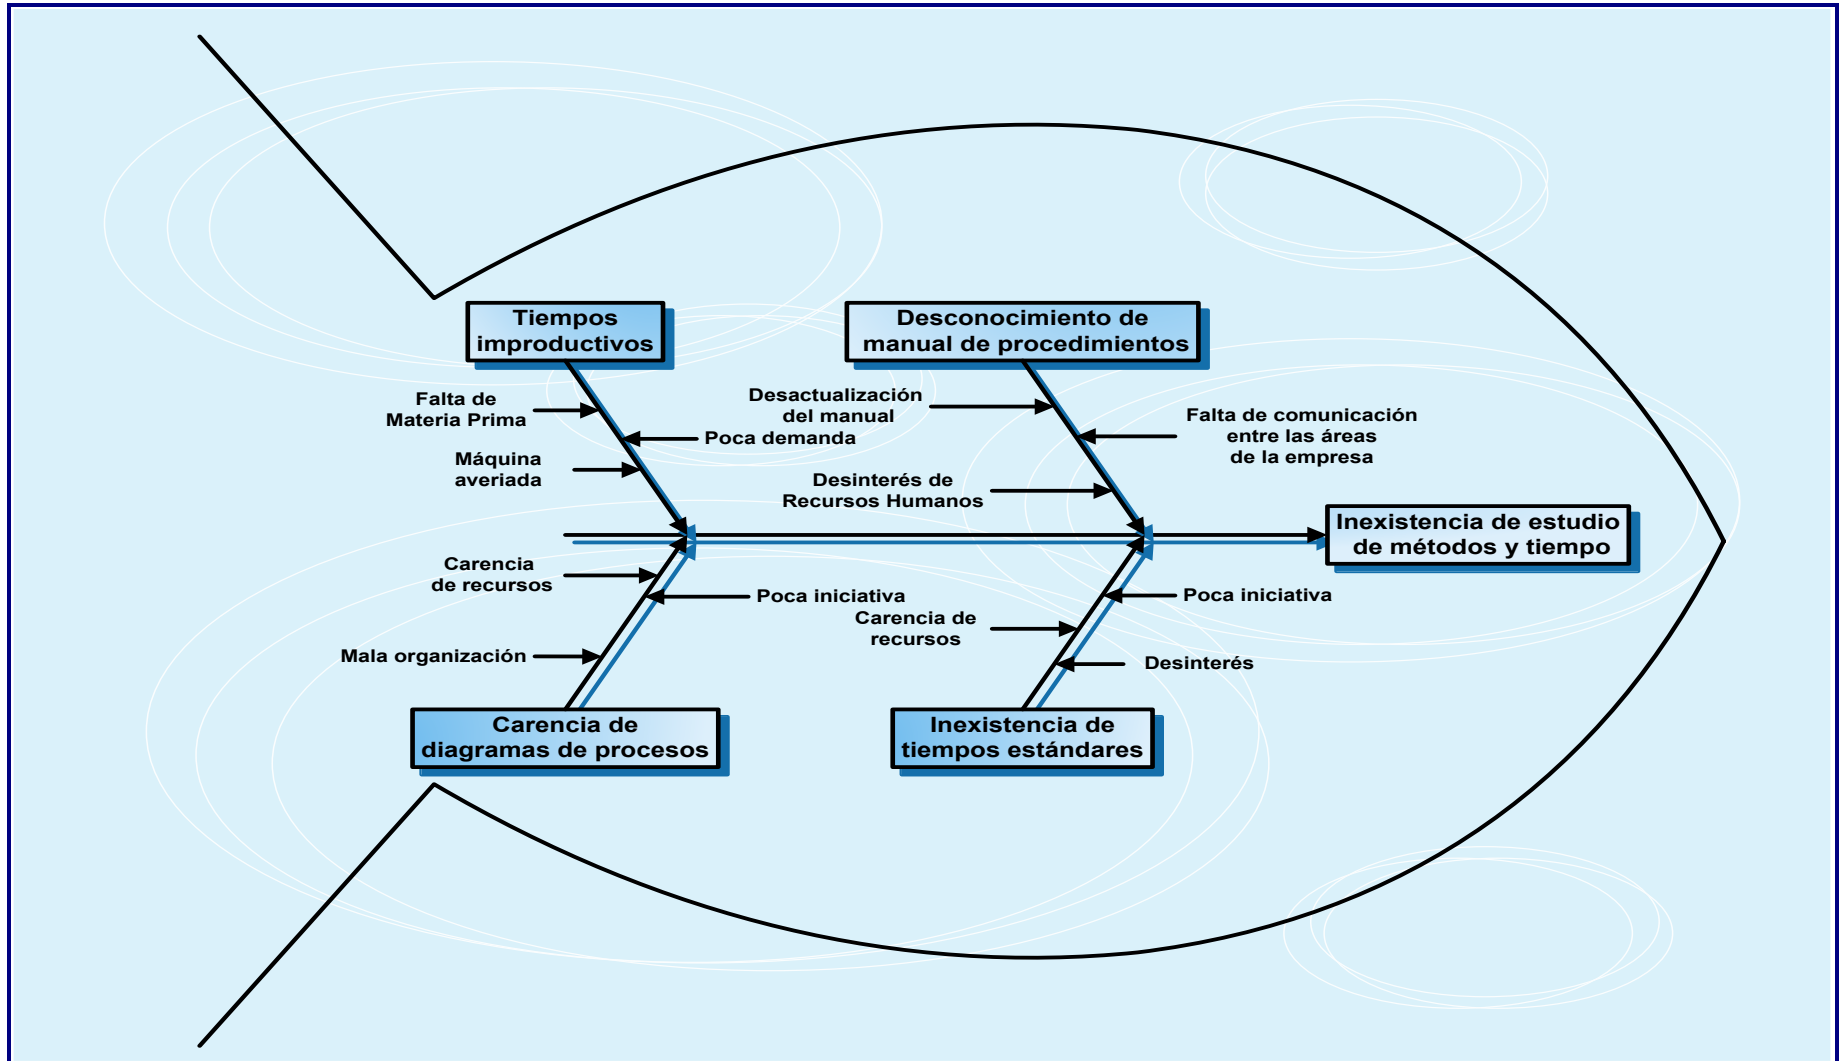 Tiempos
improductivos
Desconocimiento de
manual de procedimientos
Falta de
Materia Prima
Poca demanda
Máquina
averiada
Desactualización
del manual
Falta de comunicación
entre las áreas
de la empresa
Desinterés de
Recursos Humanos
Inexistencia de estudio
de métodos y tiempo
Carencia
de recursos
Poca iniciativa
Mala organización
Poca iniciativa
Carencia de
recursos
Desinterés
Carencia de
diagramas de procesos
Inexistencia de
tiempos estándares